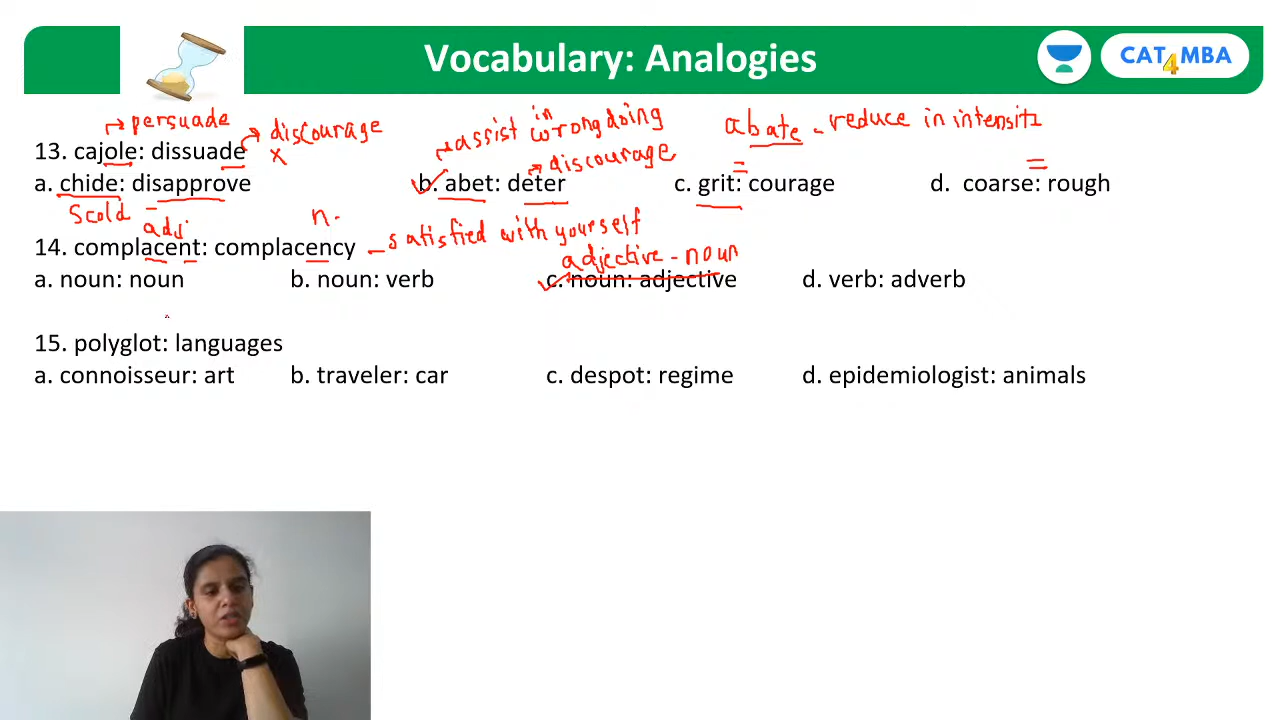 Vocabulary: Analogies
CAT4MBA
persuade
discourage
assist in wrong doing
discourage
abate - reduce in intensity
13. cajole: dissuade
x
= =
a. chide: disapprove b. abet: deter c. grit: courage d. coarse: rough
scold
adj n.
14. complacent: complacency - satisfied with yourself
adjective - noun
a. noun: noun b. noun: verb c. noun: adjective d. verb: adverb
15. polyglot: languages
a. connoisseur: art b. traveler: car c. despot: regime d. epidemiologist: animals